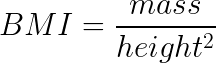 BMI = mass / height²